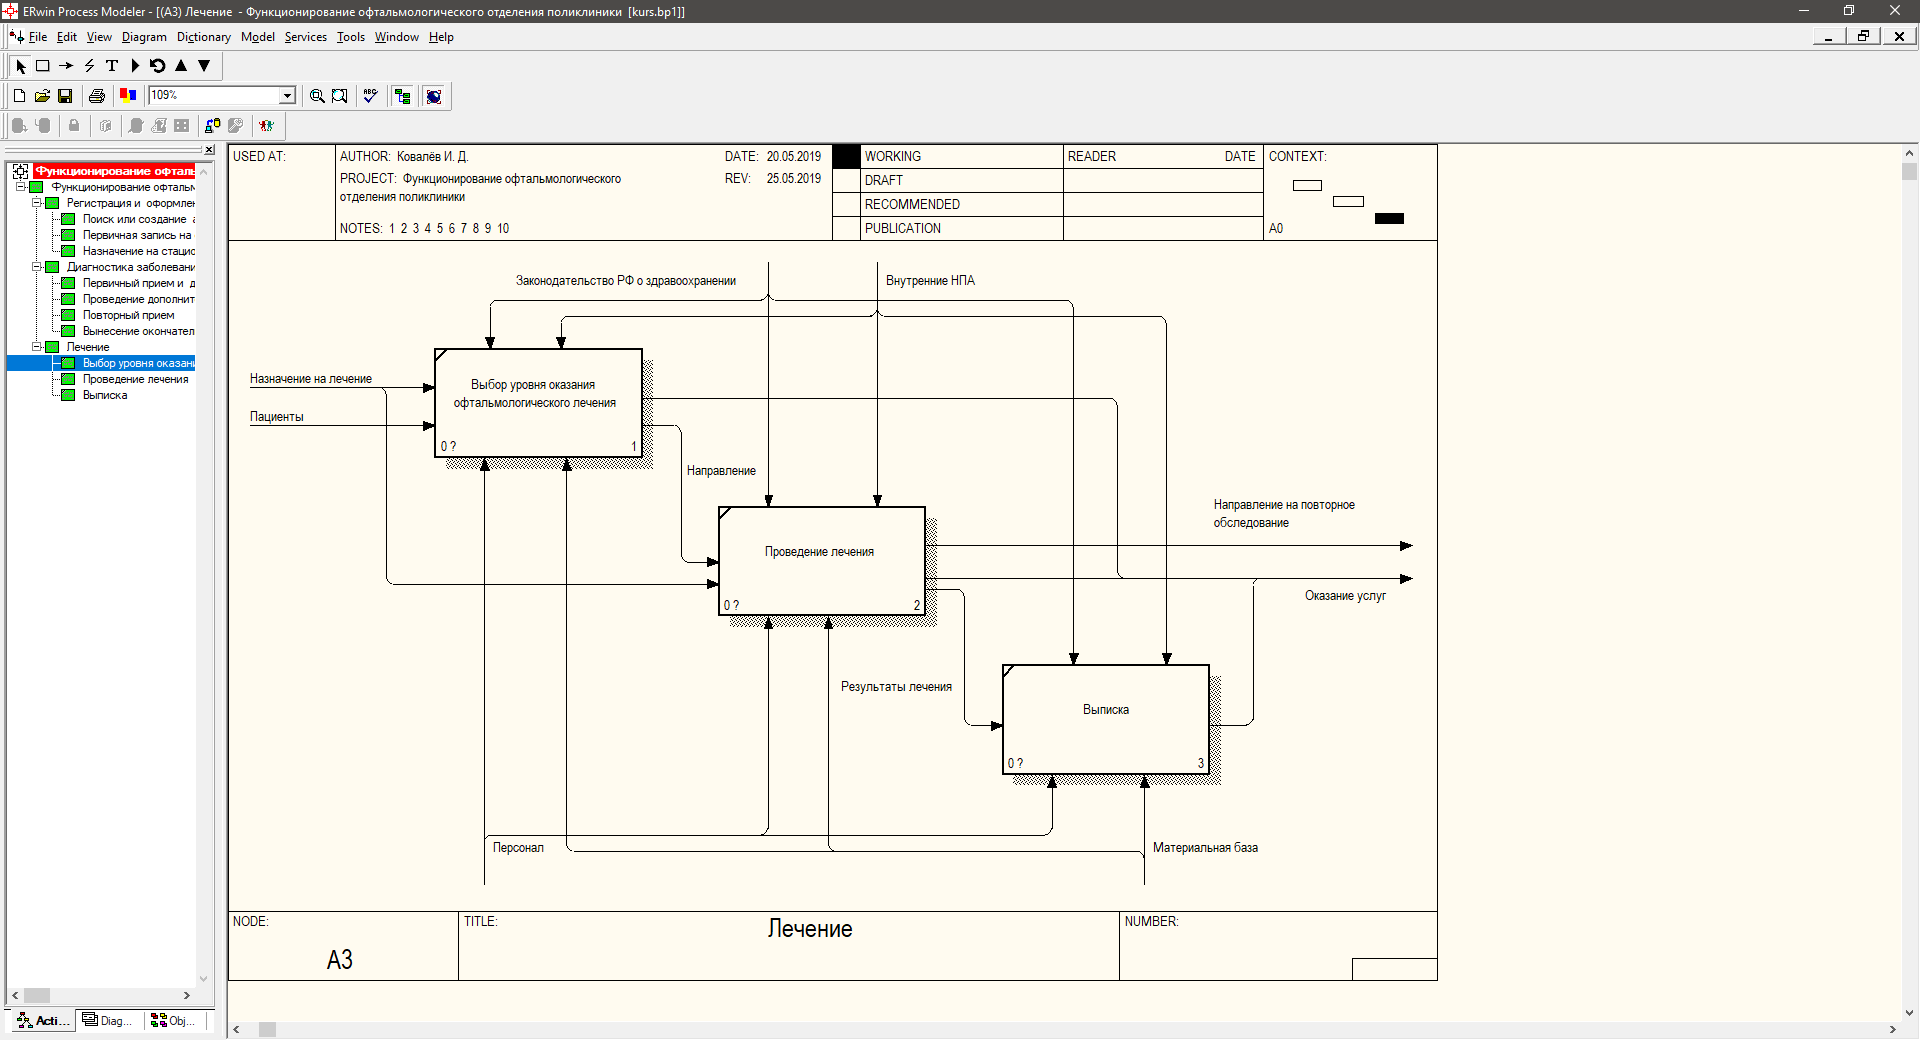 ERwin Process Modeler - [(A3) Лечение - Функционирование офтальмологического отделения поликлиники [kurs.bp1]]
File Edit View Diagram Dictionary Model Services Tools Window Help
109%
Функционирование офталь
Функционирование офтальм
Регистрация и оформлен
Поиск или создание а
Первичная запись на
Назначение на стацио
Диагностика заболевани
Первичный прием и д
Проведение дополнит
Повторный прием
Вынесение окончател
Лечение
Выбор уровня оказани
Проведение лечения
Выписка
Acti... Diag... Obj...
USED AT:
AUTHOR: Ковалёв И. Д.
DATE: 20.05.2019
PROJECT: Функционирование офтальмологического
отделения поликлиники
REV: 25.05.2019
NOTES: 1 2 3 4 5 6 7 8 9 10
WORKING
DRAFT
RECOMMENDED
PUBLICATION
READER DATE
CONTEXT:
A0
Законодательство РФ о здравоохранении
Внутренние НПА
Назначение на лечение
Пациенты
Выбор уровня оказания
офтальмологического лечения
0 ? 1
Направление
Проведение лечения
0 ? 2
Направление на повторное
обследование
Оказание услуг
Результаты лечения
Выписка
0 ? 3
Персонал
Материальная база
NODE:
A3
TITLE:
Лечение
NUMBER: